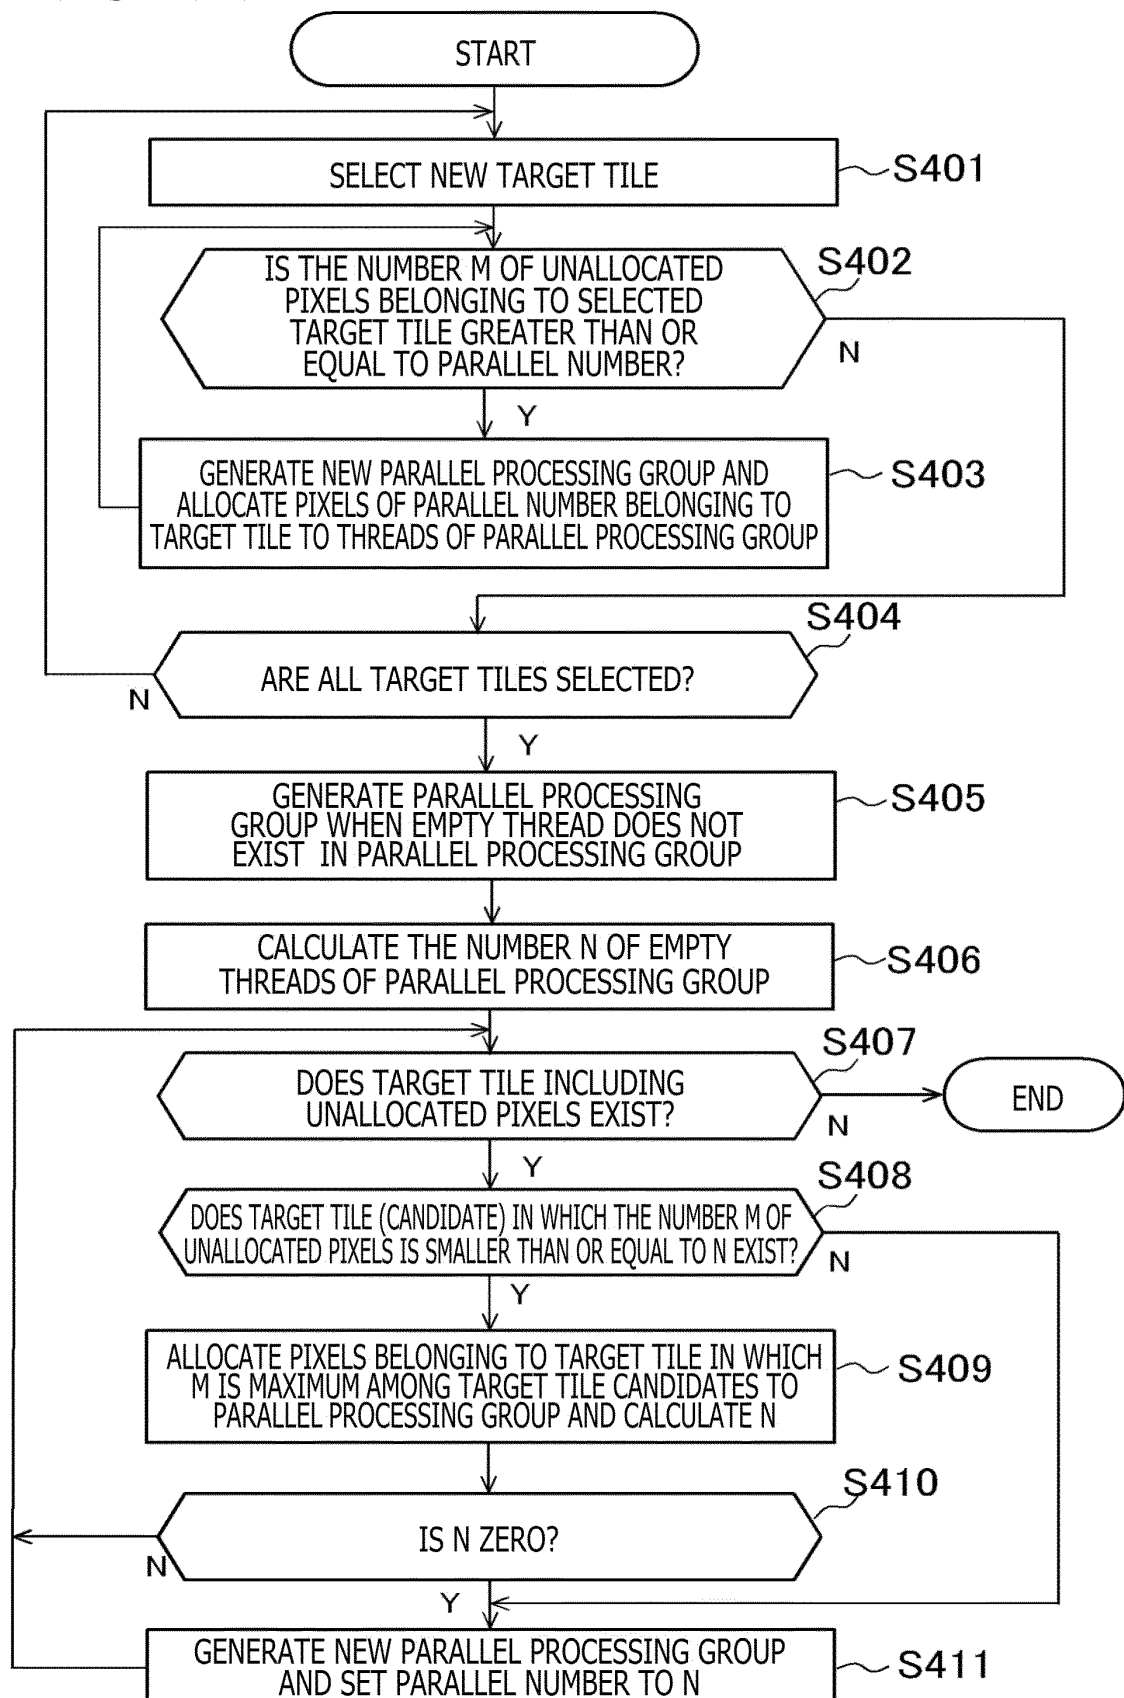 START
SELECT NEW TARGET TILE
S401
IS THE NUMBER M OF UNALLOCATED
PIXELS BELONGING TO SELECTED
TARGET TILE GREATER THAN OR
EQUAL TO PARALLEL NUMBER?
S402
N
Y
GENERATE NEW PARALLEL PROCESSING GROUP AND
ALLOCATE PIXELS OF PARALLEL NUMBER BELONGING TO
TARGET TILE TO THREADS OF PARALLEL PROCESSING GROUP
S403
S404
ARE ALL TARGET TILES SELECTED?
N
Y
GENERATE PARALLEL PROCESSING
GROUP WHEN EMPTY THREAD DOES NOT
EXIST IN PARALLEL PROCESSING GROUP
S405
CALCULATE THE NUMBER N OF EMPTY
THREADS OF PARALLEL PROCESSING GROUP
S406
S407
DOES TARGET TILE INCLUDING
UNALLOCATED PIXELS EXIST?
N
END
Y
S408
DOES TARGET TILE (CANDIDATE) IN WHICH THE NUMBER M OF
UNALLOCATED PIXELS IS SMALLER THAN OR EQUAL TO N EXIST?
N
Y
ALLOCATE PIXELS BELONGING TO TARGET TILE IN WHICH
M IS MAXIMUM AMONG TARGET TILE CANDIDATES TO
PARALLEL PROCESSING GROUP AND CALCULATE N
S409
S410
IS N ZERO?
N
Y
GENERATE NEW PARALLEL PROCESSING GROUP
AND SET PARALLEL NUMBER TO N
S411